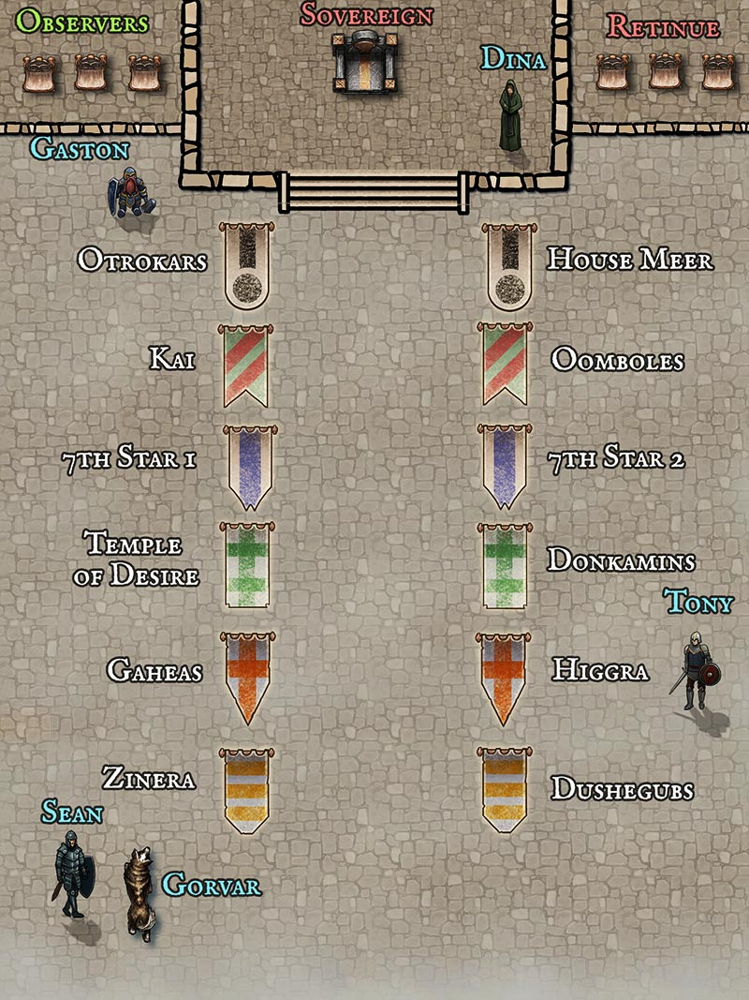 Observers
Sovereign
Retinue
Dina
Gaston
Otrokars
House Meer
Kai
Oomboles
7th Star 1
7th Star 2
Temple
of Desire
Donkamins
Tony
Gaheas
Higgra
Zinera
Dushegubs
Sean
Gorvar